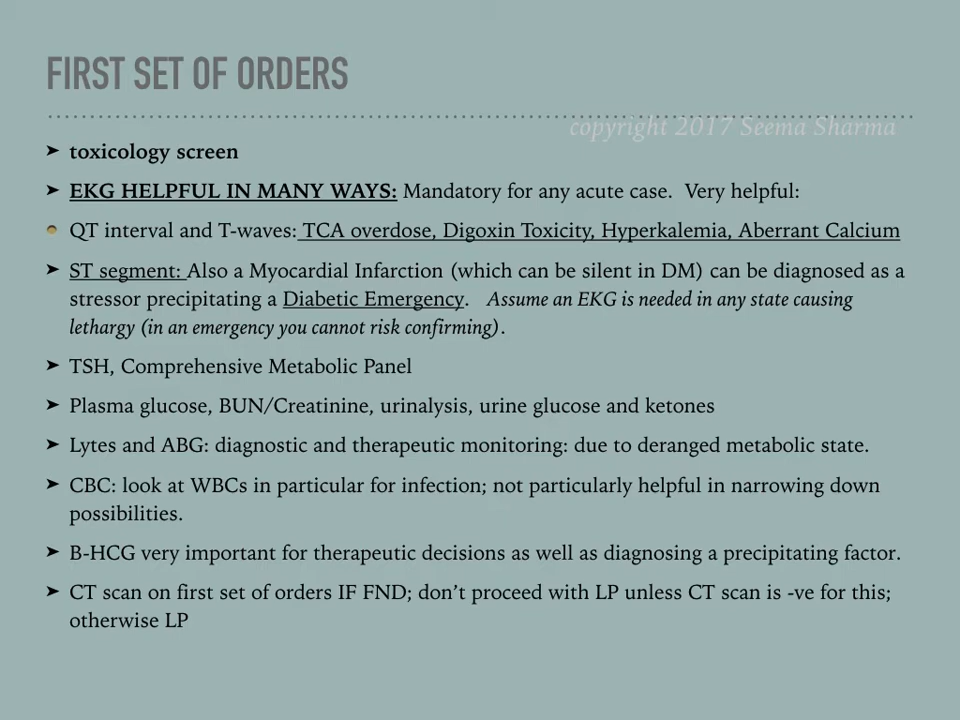 FIRST SET OF ORDERS
copyright 2017 Seema Sharma
➤ toxicology screen
➤ EKG HELPFUL IN MANY WAYS: Mandatory for any acute case. Very helpful:
QT interval and T-waves: TCA overdose, Digoxin Toxicity, Hyperkalemia, Aberrant Calcium
➤ ST segment: Also a Myocardial Infarction (which can be silent in DM) can be diagnosed as a
stressor precipitating a Diabetic Emergency. Assume an EKG is needed in any state causing
lethargy (in an emergency you cannot risk confirming).
➤ TSH, Comprehensive Metabolic Panel
➤ Plasma glucose, BUN/Creatinine, urinalysis, urine glucose and ketones
➤ Lytes and ABG: diagnostic and therapeutic monitoring: due to deranged metabolic state.
➤ CBC: look at WBCs in particular for infection; not particularly helpful in narrowing down
possibilities.
➤ B-HCG very important for therapeutic decisions as well as diagnosing a precipitating factor.
➤ CT scan on first set of orders IF FND; don't proceed with LP unless CT scan is -ve for this;
otherwise LP